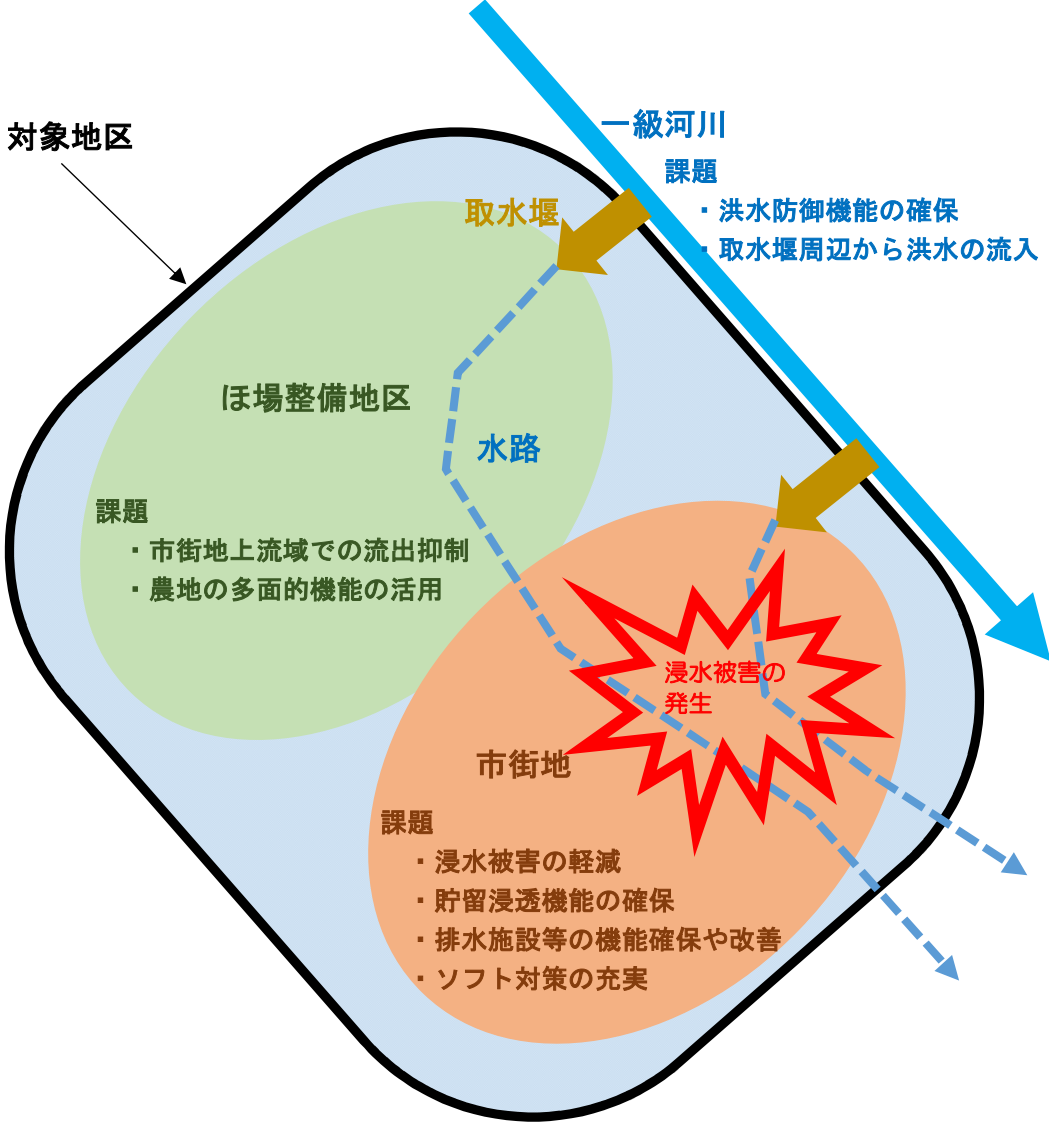 対象地区
一級河川
課題
・洪水防御機能の確保
・取水堰周辺から洪水の流入
取水堰
ほ場整備地区
水路
課題
・市街地上流域での流出抑制
・農地の多面的機能の活用
浸水被害の
発生
市街地
課題
・浸水被害の軽減
・貯留浸透機能の確保
・排水施設等の機能確保や改善
・ソフト対策の充実